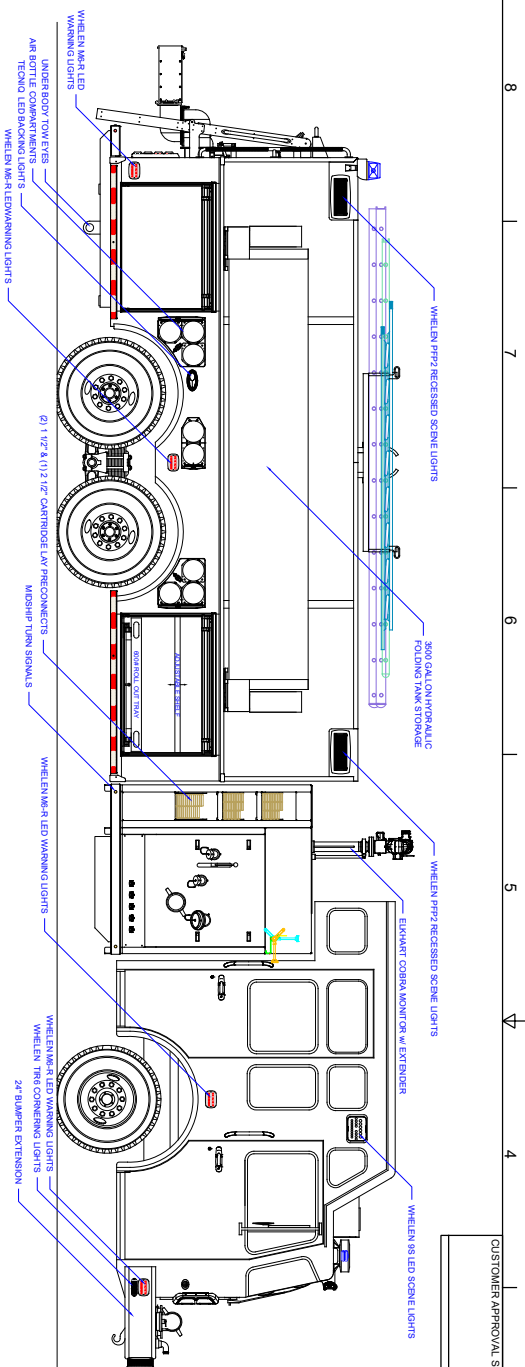 8
7
6
5
4
CUSTOMER APPROVAL S
WHELEN PFP2 RECESSED SCENE LIGHTS
3500 GALLON HYDRAULIC
FOLDING TANK STORAGE
WHELEN PFP2 RECESSED SCENE LIGHTS
ELKHART COBRA MONITOR w/ EXTENDER
WHELEN 9S LED SCENE LIGHTS
WHELEN M6-R LED
WARNING LIGHTS
UNDER BODY TOW EYES
AIR BOTTLE COMPARTMENTS
TECNIQ LED BACKING LIGHTS
WHELEN M6-R LED WARNING LIGHTS
ADJUSTABLE SHELF
600# ROLL OUT TRAY
(2) 1 1/2" & (1) 2 1/2" CARTRIDGE LAY PRECONNECTS
MIDSHIP TURN SIGNALS
WHELEN M6-R LED WARNING LIGHTS
WHELEN M6-R LED WARNING LIGHTS
WHELEN TIR6 CORNERING LIGHTS
24" BUMPER EXTENSION